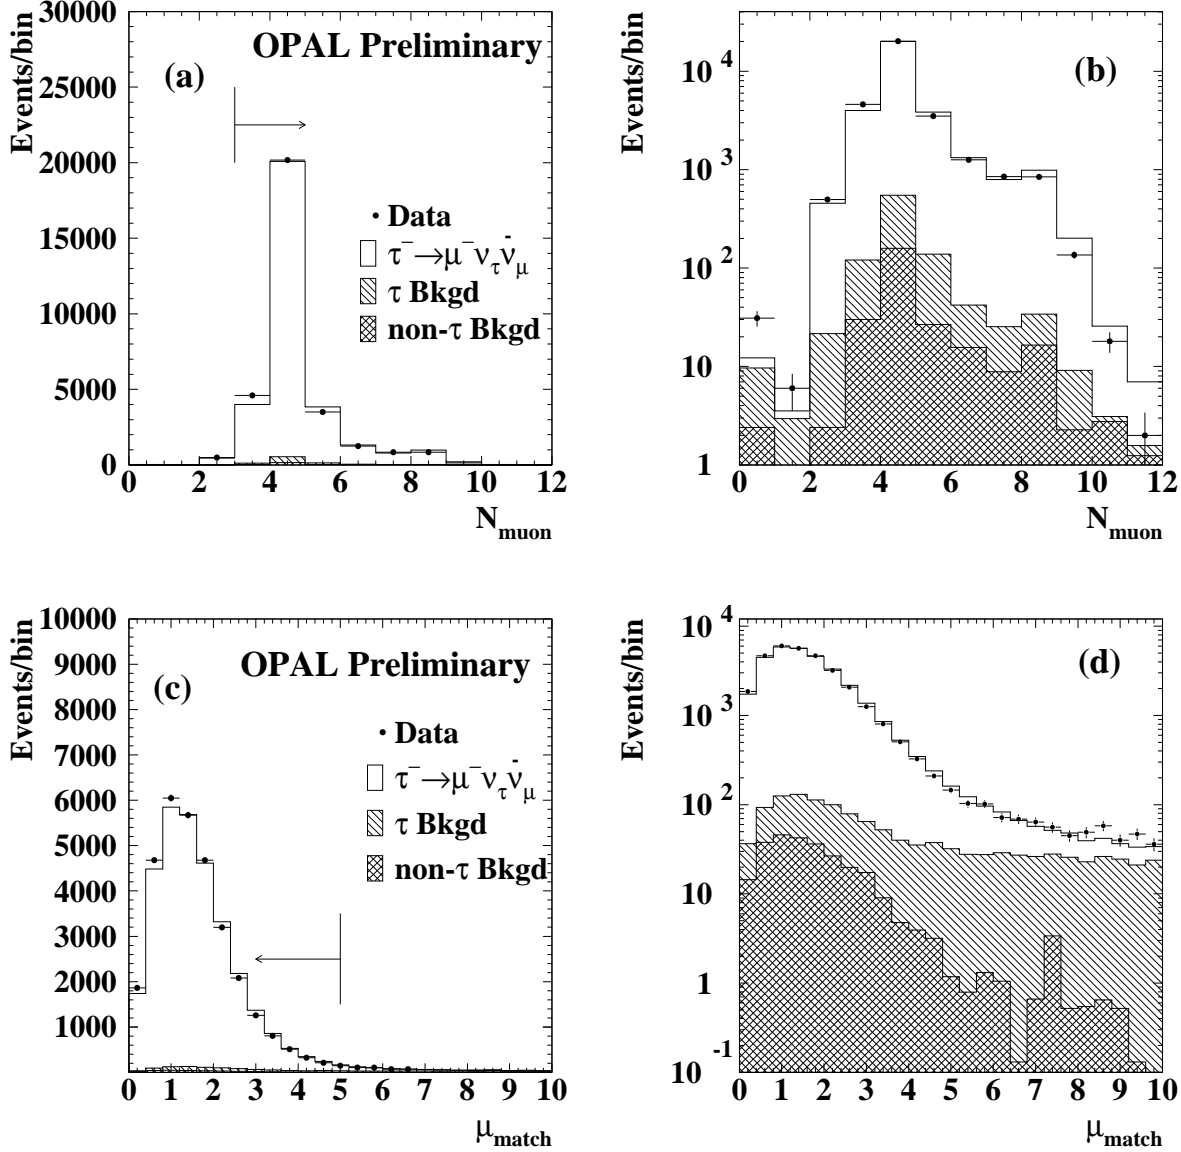 OPAL Preliminary
(a)
Events/bin
30000
25000
20000
15000
10000
5000
0
Data
τ⁻→μ⁻ν_τ ν̄_μ
τ Bkgd
non-τ Bkgd
0 2 4 6 8 10 12
N_muon
(b)
Events/bin
10⁴
10³
10²
10
1
0 2 4 6 8 10 12
N_muon
OPAL Preliminary
(c)
Events/bin
10000
9000
8000
7000
6000
5000
4000
3000
2000
1000
Data
τ⁻→μ⁻ν_τ ν̄_μ
τ Bkgd
non-τ Bkgd
0 1 2 3 4 5 6 7 8 9 10
μ_match
(d)
Events/bin
10⁴
10³
10²
10
1
10⁻¹
0 1 2 3 4 5 6 7 8 9 10
μ_match